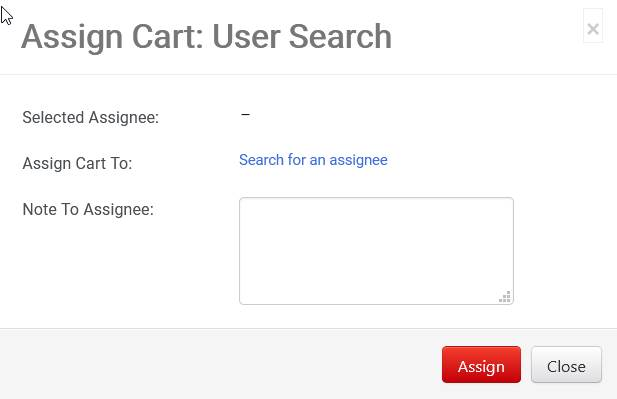 Assign Cart: User Search
×
Selected Assignee: –
Assign Cart To: Search for an assignee
Note To Assignee:
Assign Close